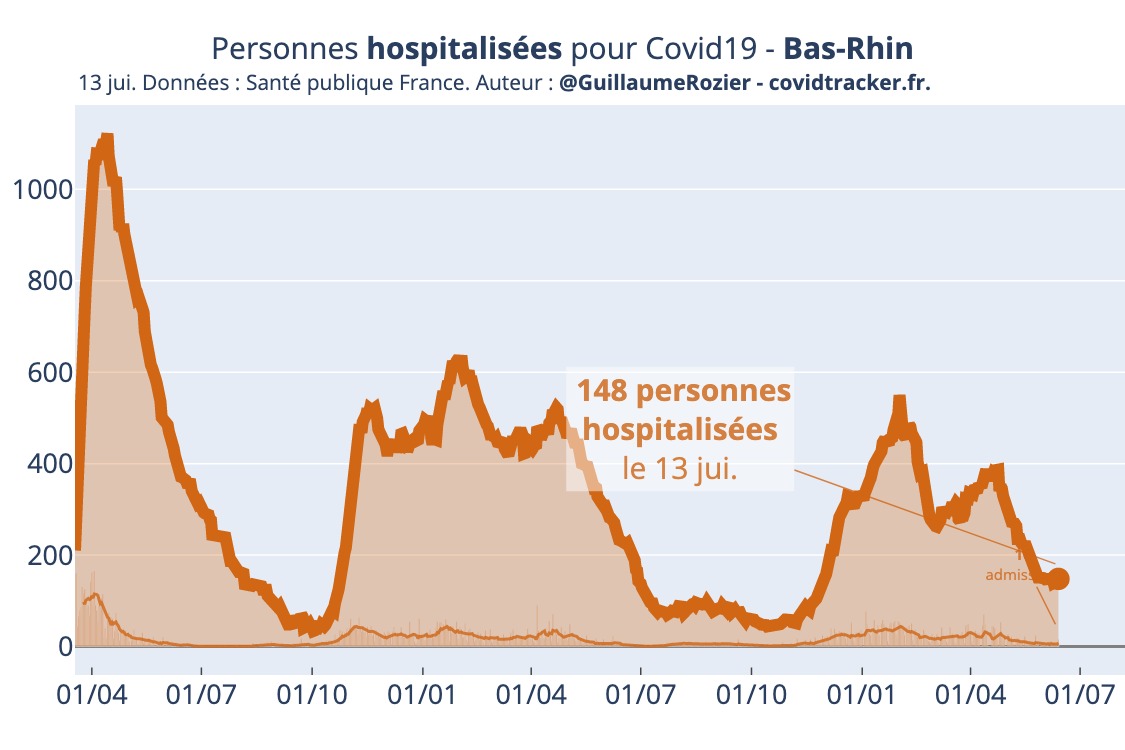 Personnes hospitalisées pour Covid19 - Bas-Rhin
13 jui. Données : Santé publique France. Auteur : @GuillaumeRozier - covidtracker.fr.
1000
800
600
400
200
0
148 personnes
hospitalisées
le 13 jui.
01/04 01/07 01/10 01/01 01/04 01/07 01/10 01/01 01/04 01/07